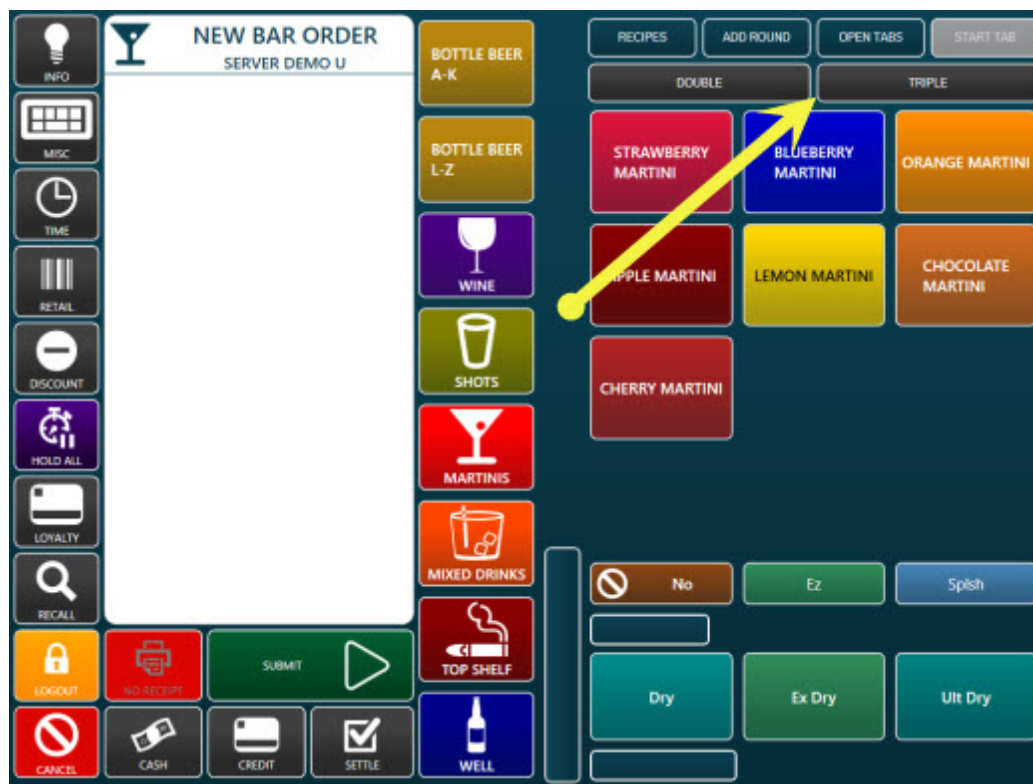 INFO
MISC
TIME
RETAIL
DISCOUNT
HOLD ALL
LOYALTY
RECALL
LOGOUT
CANCEL
NEW BAR ORDER
SERVER DEMO U
NO RECEIPT
SUBMIT
CASH
CREDIT
SETTLE
BOTTLE BEER
A-K
BOTTLE BEER
L-Z
WINE
SHOTS
MARTINIS
MIXED DRINKS
TOP SHELF
WELL
RECIPES
ADD ROUND
OPEN TABS
START TAB
DOUBLE
TRIPLE
STRAWBERRY
MARTINI
BLUEBERRY
MARTINI
ORANGE MARTINI
APPLE MARTINI
LEMON MARTINI
CHOCOLATE
MARTINI
CHERRY MARTINI
No
Ez
Splsh
Dry
Ex Dry
Ult Dry